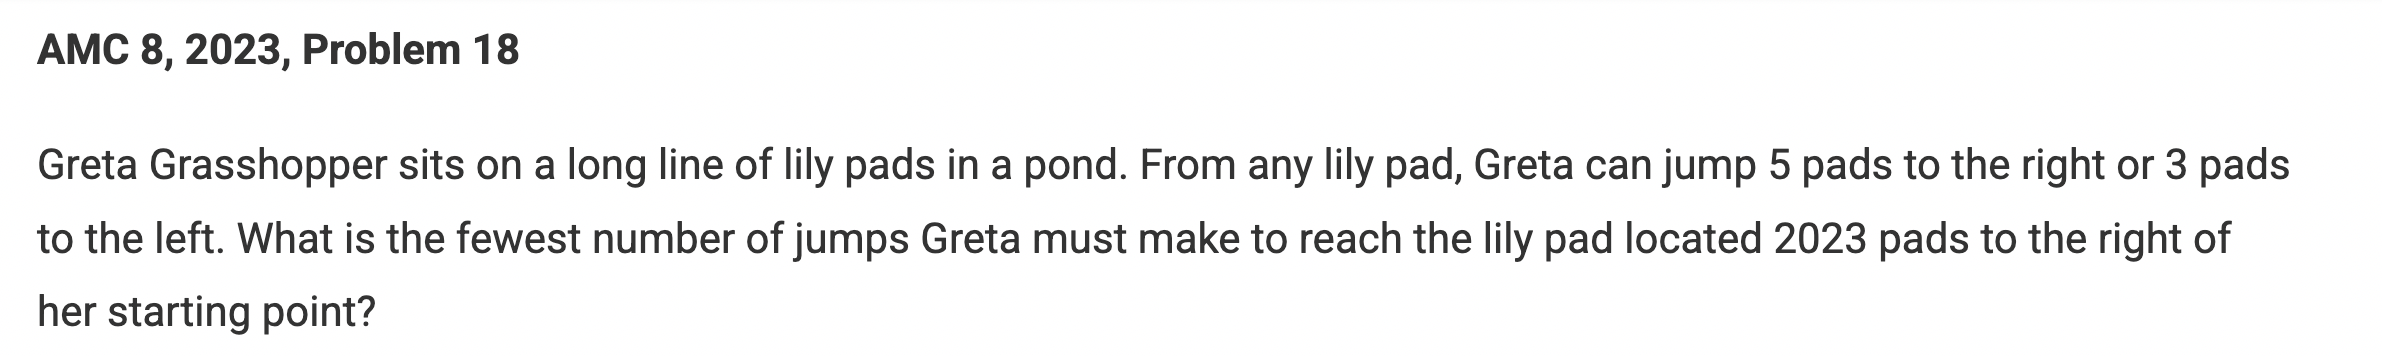 AMC 8, 2023, Problem 18
Greta Grasshopper sits on a long line of lily pads in a pond. From any lily pad, Greta can jump 5 pads to the right or 3 pads
to the left. What is the fewest number of jumps Greta must make to reach the lily pad located 2023 pads to the right of
her starting point?